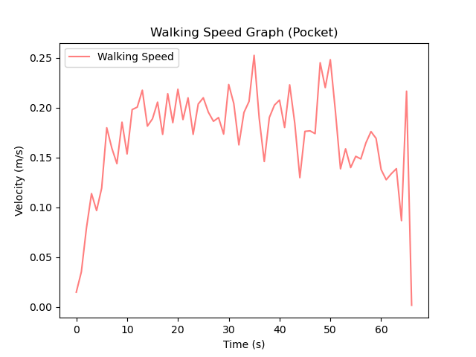 Walking Speed Graph (Pocket)
Walking Speed
0.25
0.20
0.15
0.10
0.05
0.00
Velocity (m/s)
0 10 20 30 40 50 60
Time (s)